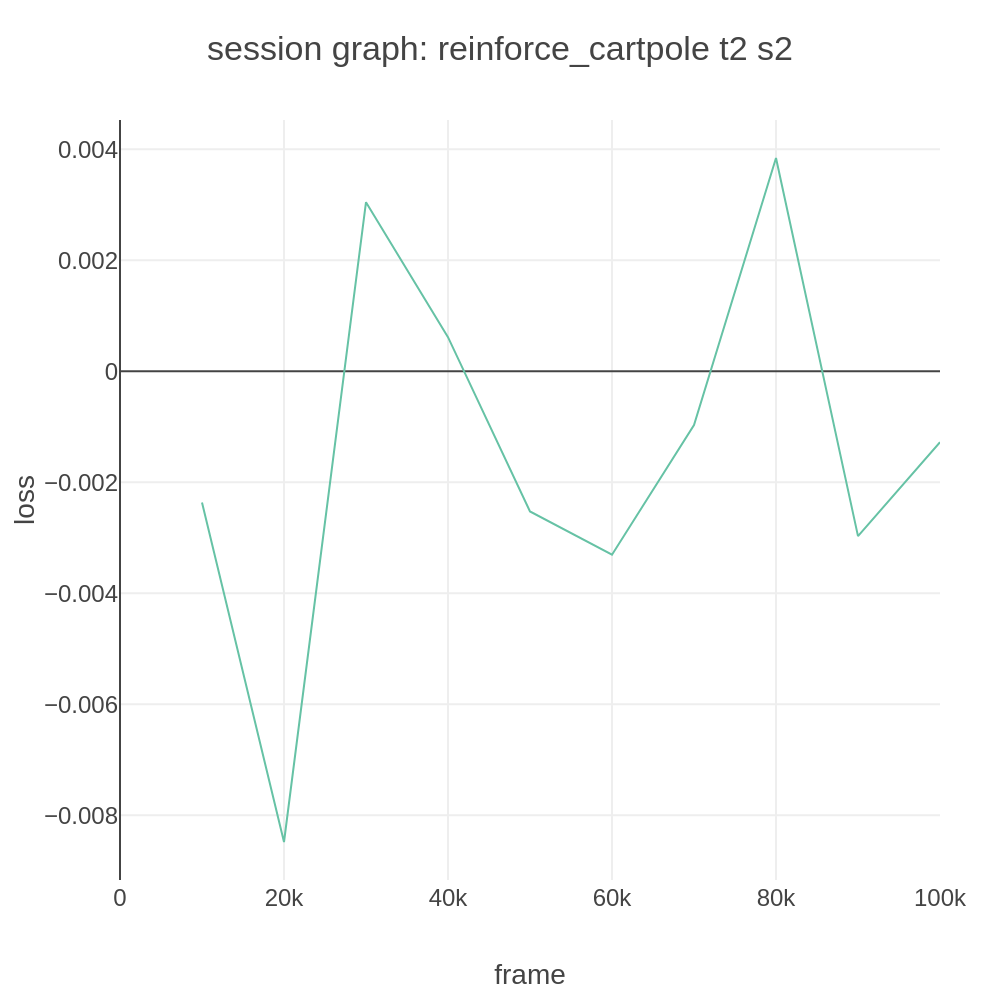 session graph: reinforce_cartpole t2 s2
0.004
0.002
0
−0.002
−0.004
−0.006
−0.008
loss
0 20k 40k 60k 80k 100k
frame